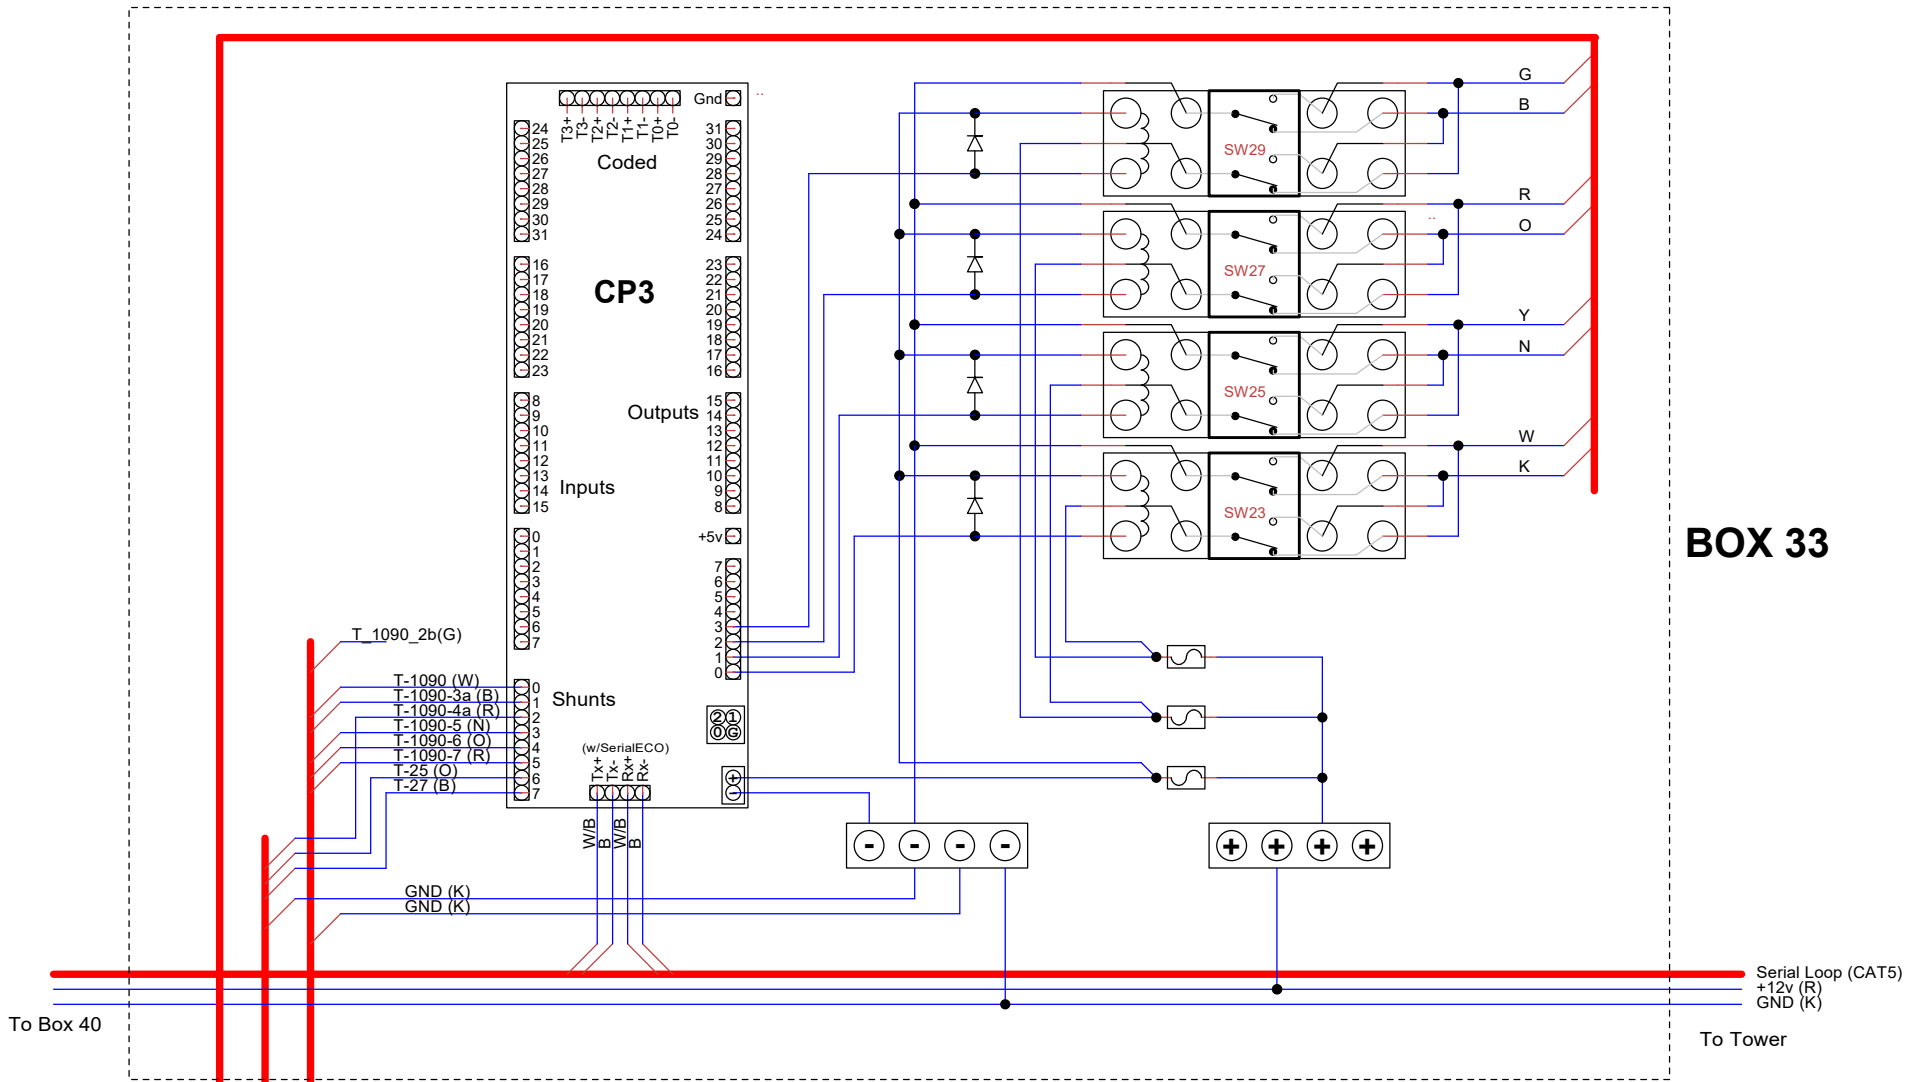 G
B
SW29
R
O
SW27
Y
N
SW25
W
K
SW23
BOX 33
Gnd
T3+
T3-
T2+
T2-
T1+
T1-
T0+
T0-
Coded
24
25
26
27
28
29
30
31
31
30
29
28
27
26
25
24
CP3
16
17
18
19
20
21
22
23
23
22
21
20
19
18
17
16
Outputs
8
9
10
11
12
13
14
15
15
14
13
12
11
10
9
8
Inputs
+5v
0
1
2
3
4
5
6
7
7
6
5
4
3
2
1
0
T_1090_2b(G)
T-1090 (W)
T-1090-3a (B)
T-1090-4a (R)
T-1090-5 (N)
T-1090-6 (O)
T-1090-7 (R)
T-25 (O)
T-27 (B)
0
1
2
3
4
5
6
7
Shunts
2 1
0 G
(w/SerialECO)
Tx+
Tx-
Rx+
Rx-
+
-
W/B
B
W/B
B
- - - -
+ + + +
GND (K)
GND (K)
Serial Loop (CAT5)
+12v (R)
GND (K)
To Box 40
To Tower